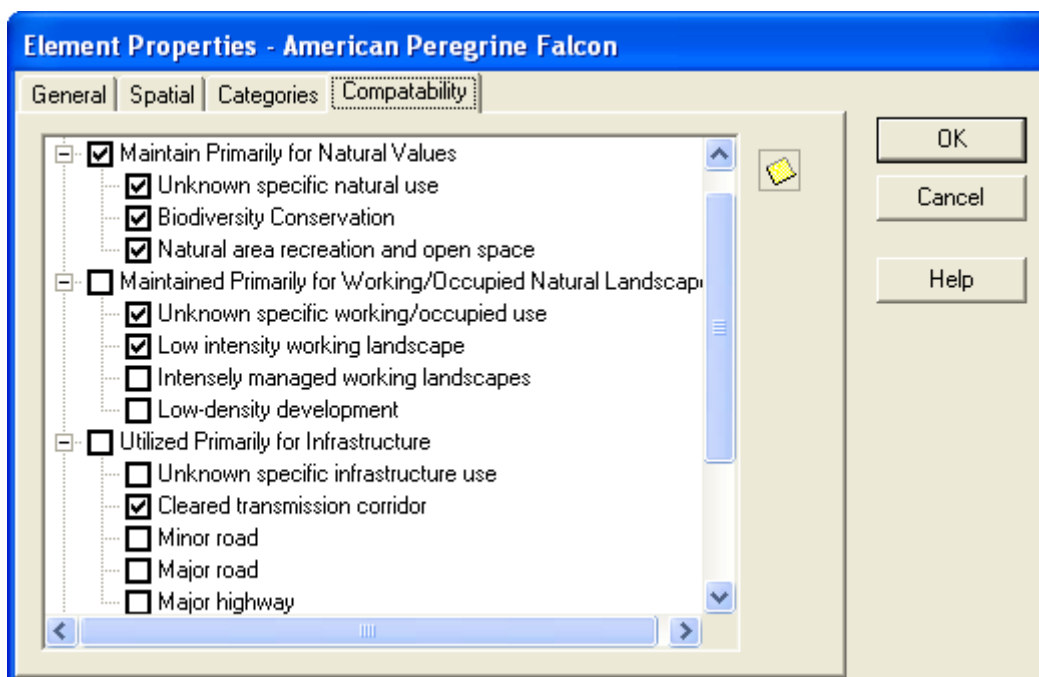 Element Properties - American Peregrine Falcon
General Spatial Categories Compatability
Maintain Primarily for Natural Values
Unknown specific natural use
Biodiversity Conservation
Natural area recreation and open space
Maintained Primarily for Working/Occupied Natural Landscap
Unknown specific working/occupied use
Low intensity working landscape
Intensely managed working landscapes
Low-density development
Utilized Primarily for Infrastructure
Unknown specific infrastructure use
Cleared transmission corridor
Minor road
Major road
Major highway
OK
Cancel
Help